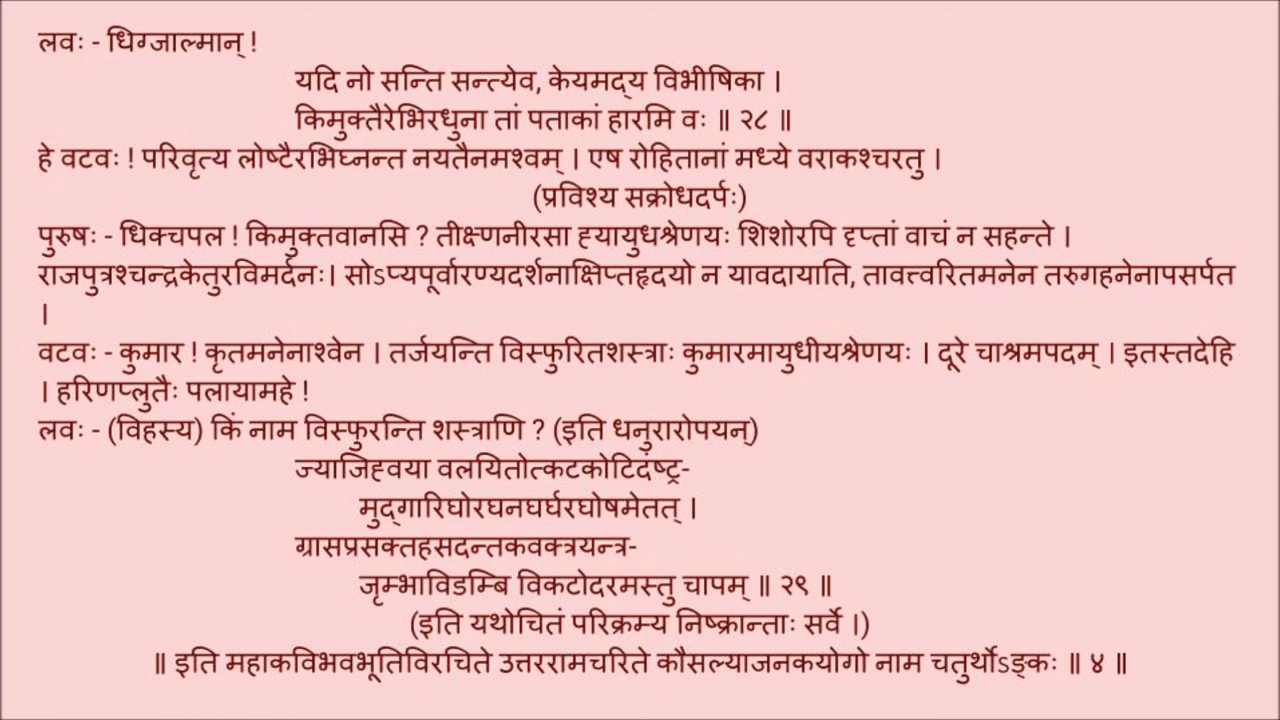 लवः - धिग्जाल्मान् !
यदि नो सन्ति सन्त्येव, केयमद्य विभीषिका ।
किमुक्तैरेभिरधुना तां पताकां हारमि वः ॥ २८ ॥
हे वटवः ! परिवृत्य लोष्टैरभिघ्नन्त नयतैनमश्वम् । एष रोहितानां मध्ये वराकश्चरतु ।
(प्रविश्य सक्रोधदर्पः)
पुरुषः - धिक्चपल ! किमुक्तवानसि ? तीक्ष्णनीरसा ह्यायुधश्रेणयः शिशोरपि दृप्तां वाचं न सहन्ते ।
राजपुत्रश्चन्द्रकेतुरविमर्दनः। सोऽप्यपूर्वारण्यदर्शनाक्षिप्तहृदयो न यावदायाति, तावत्त्वरितमनेन तरुगहनेनापसर्पत
।
वटवः - कुमार ! कृतमनेनाश्वेन । तर्जयन्ति विस्फुरितशस्त्राः कुमारमायुधीयश्रेणयः । दूरे चाश्रमपदम् । इतस्तदेहि
। हरिणप्लुतैः पलायामहे !
लवः - (विहस्य) किं नाम विस्फुरन्ति शस्त्राणि ? (इति धनुरारोपयन्)
ज्याजिह्वया वलयितोत्कटकोटिदंष्ट्र-
मुद्गारिघोरघनघर्घरघोषमेतत् ।
ग्रासप्रसक्तहसदन्तकवक्त्रयन्त्र-
जृम्भाविडम्बि विकटोदरमस्तु चापम् ॥ २९ ॥
(इति यथोचितं परिक्रम्य निष्क्रान्ताः सर्वे ।)
॥ इति महाकविभवभूतिविरचिते उत्तररामचरिते कौसल्याजनकयोगो नाम चतुर्थोऽङ्कः ॥ ४ ॥